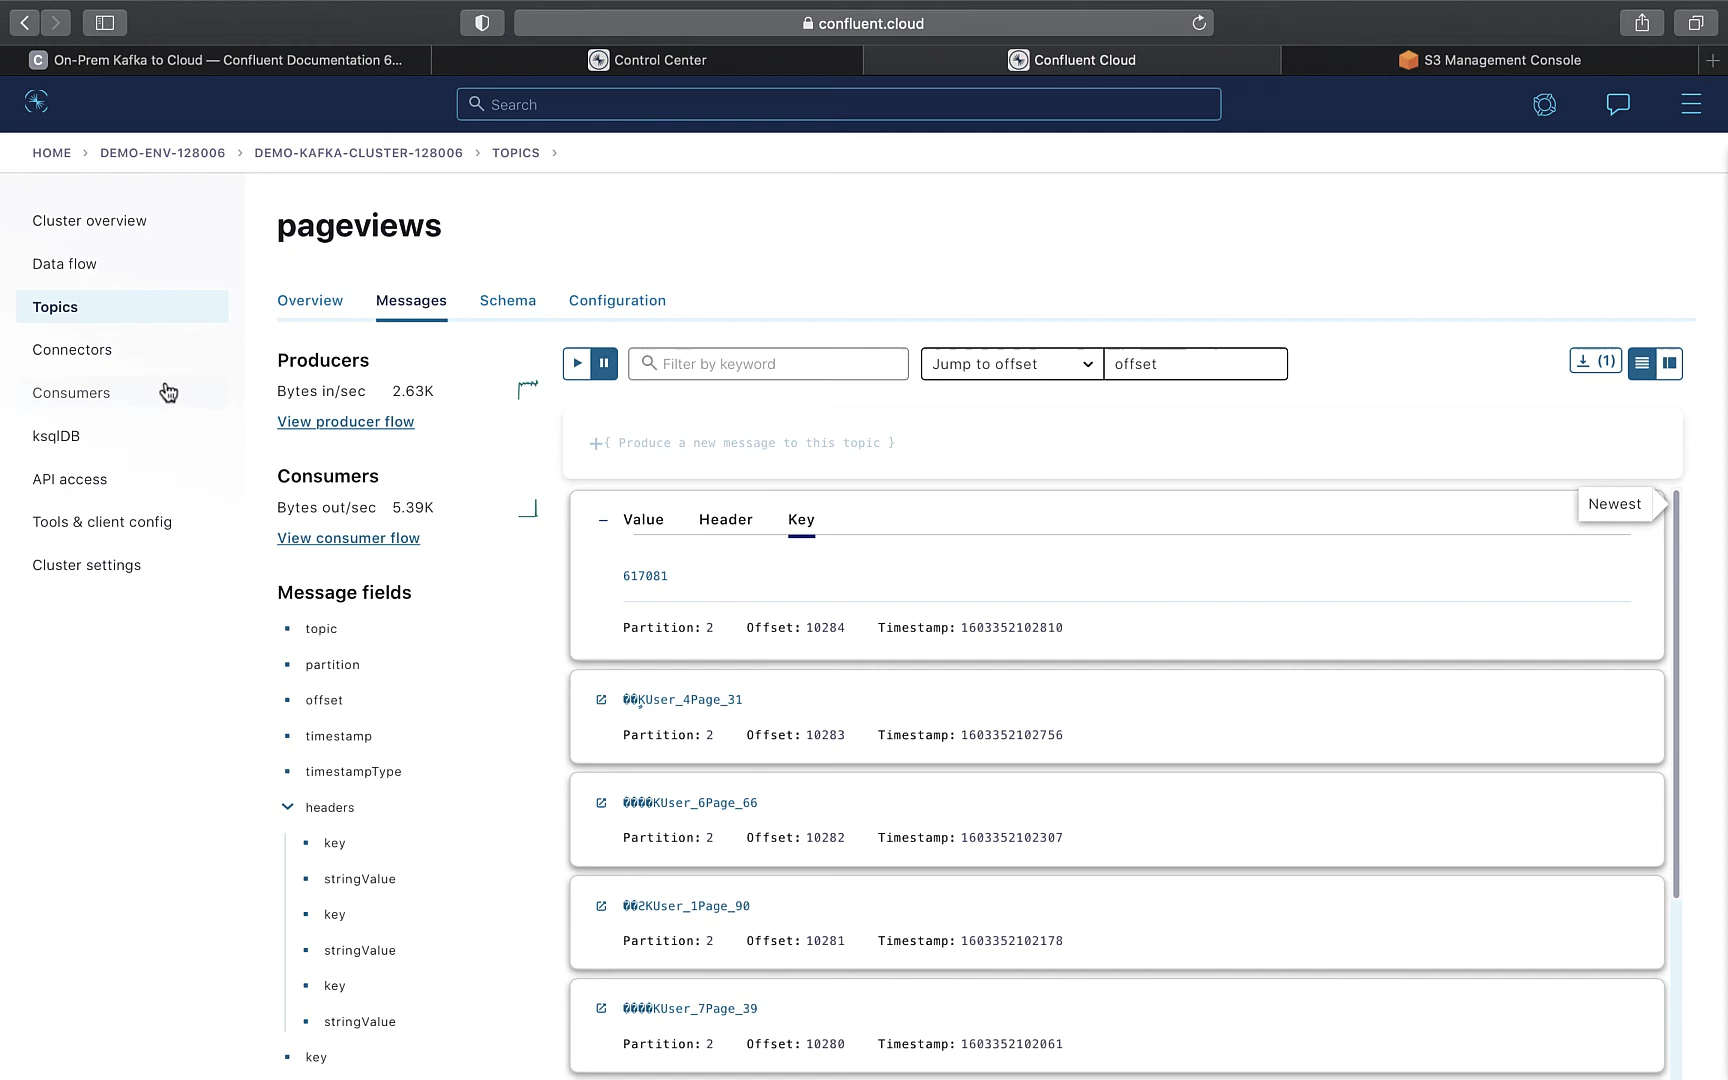 confluent.cloud
C On-Prem Kafka to Cloud — Confluent Documentation 6...
Control Center
Confluent Cloud
S3 Management Console
Search
HOME > DEMO-ENV-128006 > DEMO-KAFKA-CLUSTER-128006 > TOPICS >
Cluster overview
Data flow
Topics
Connectors
Consumers
ksqlDB
API access
Tools & client config
Cluster settings
pageviews
Overview Messages Schema Configuration
Producers
Bytes in/sec 2.63K
View producer flow
Consumers
Bytes out/sec 5.39K
View consumer flow
Message fields
topic
partition
offset
timestamp
timestampType
headers
key
stringValue
key
stringValue
key
stringValue
key
Filter by keyword
Jump to offset
offset
(1)
+{ Produce a new message to this topic }
Newest
– Value Header Key
617081
Partition: 2 Offset: 10284 Timestamp: 1603352102810
��KUser_4Page_31
Partition: 2 Offset: 10283 Timestamp: 1603352102756
����KUser_6Page_66
Partition: 2 Offset: 10282 Timestamp: 1603352102307
��ƧKUser_1Page_90
Partition: 2 Offset: 10281 Timestamp: 1603352102178
����KUser_7Page_39
Partition: 2 Offset: 10280 Timestamp: 1603352102061